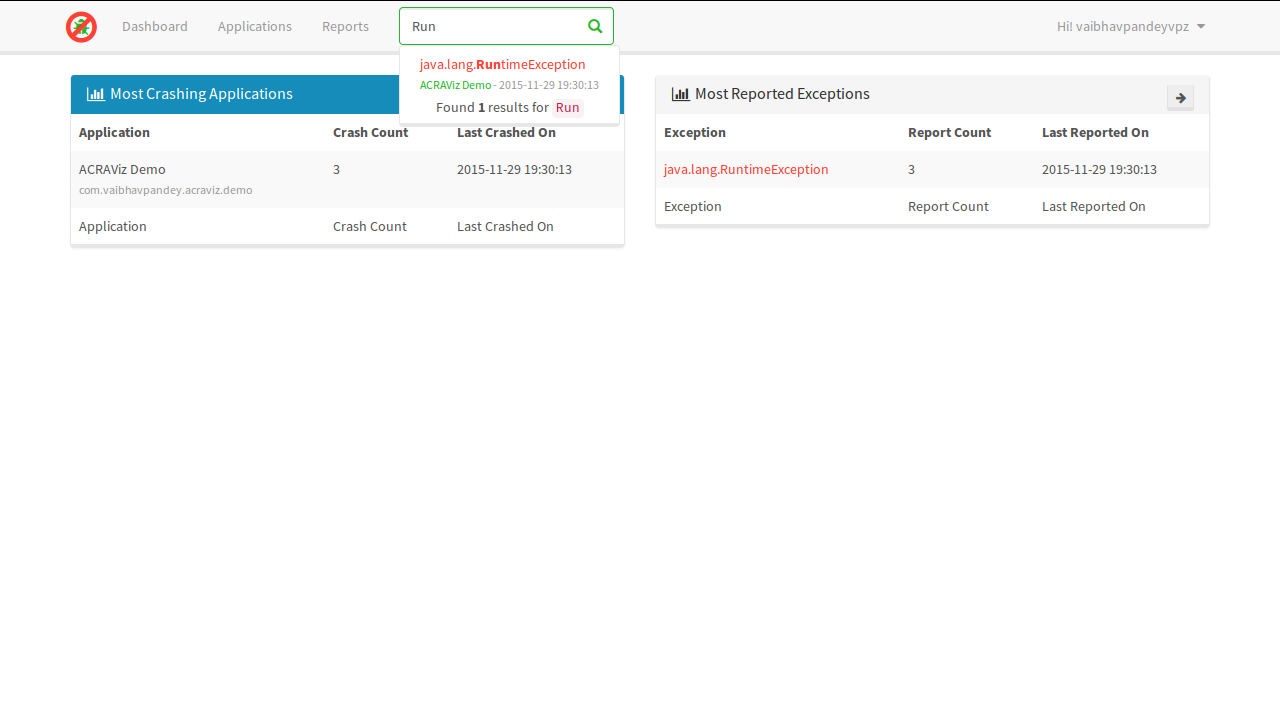 Dashboard Applications Reports Run Hi! vaibhavpandeyvpz
java.lang.RuntimeException
ACRAViz Demo - 2015-11-29 19:30:13
Found 1 results for Run
Most Crashing Applications
Application Crash Count Last Crashed On
ACRAViz Demo 3 2015-11-29 19:30:13
com.vaibhavpandey.acraviz.demo
Application Crash Count Last Crashed On
Most Reported Exceptions
Exception Report Count Last Reported On
java.lang.RuntimeException 3 2015-11-29 19:30:13
Exception Report Count Last Reported On